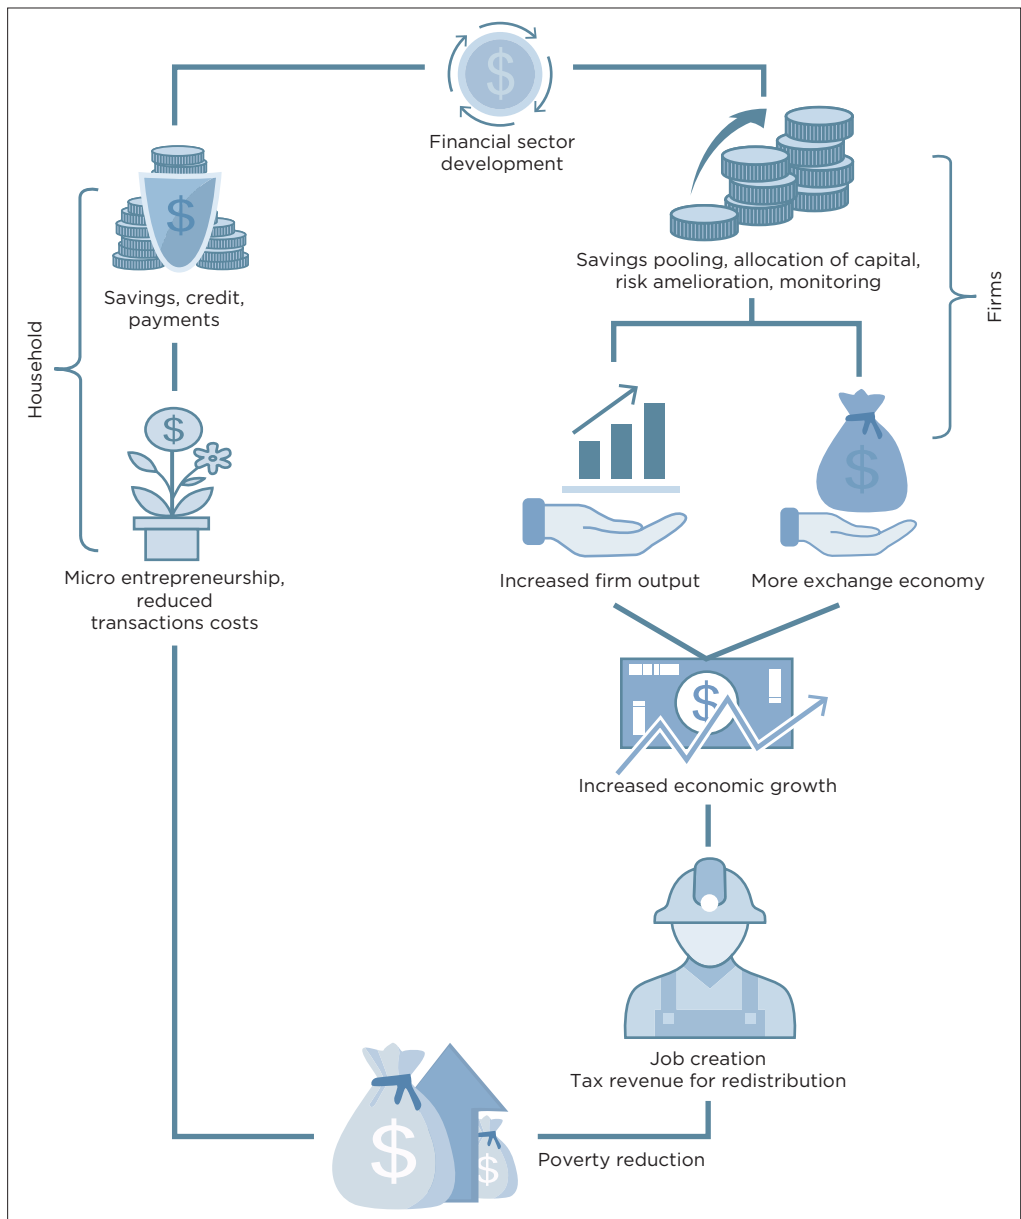 $
Financial sector
development
$
Savings, credit,
payments
Household
$
Micro entrepreneurship,
reduced
transactions costs
Savings pooling, allocation of capital,
risk amelioration, monitoring
Firms
$
Increased firm output
More exchange economy
$
Increased economic growth
Job creation
Tax revenue for redistribution
$
$
Poverty reduction